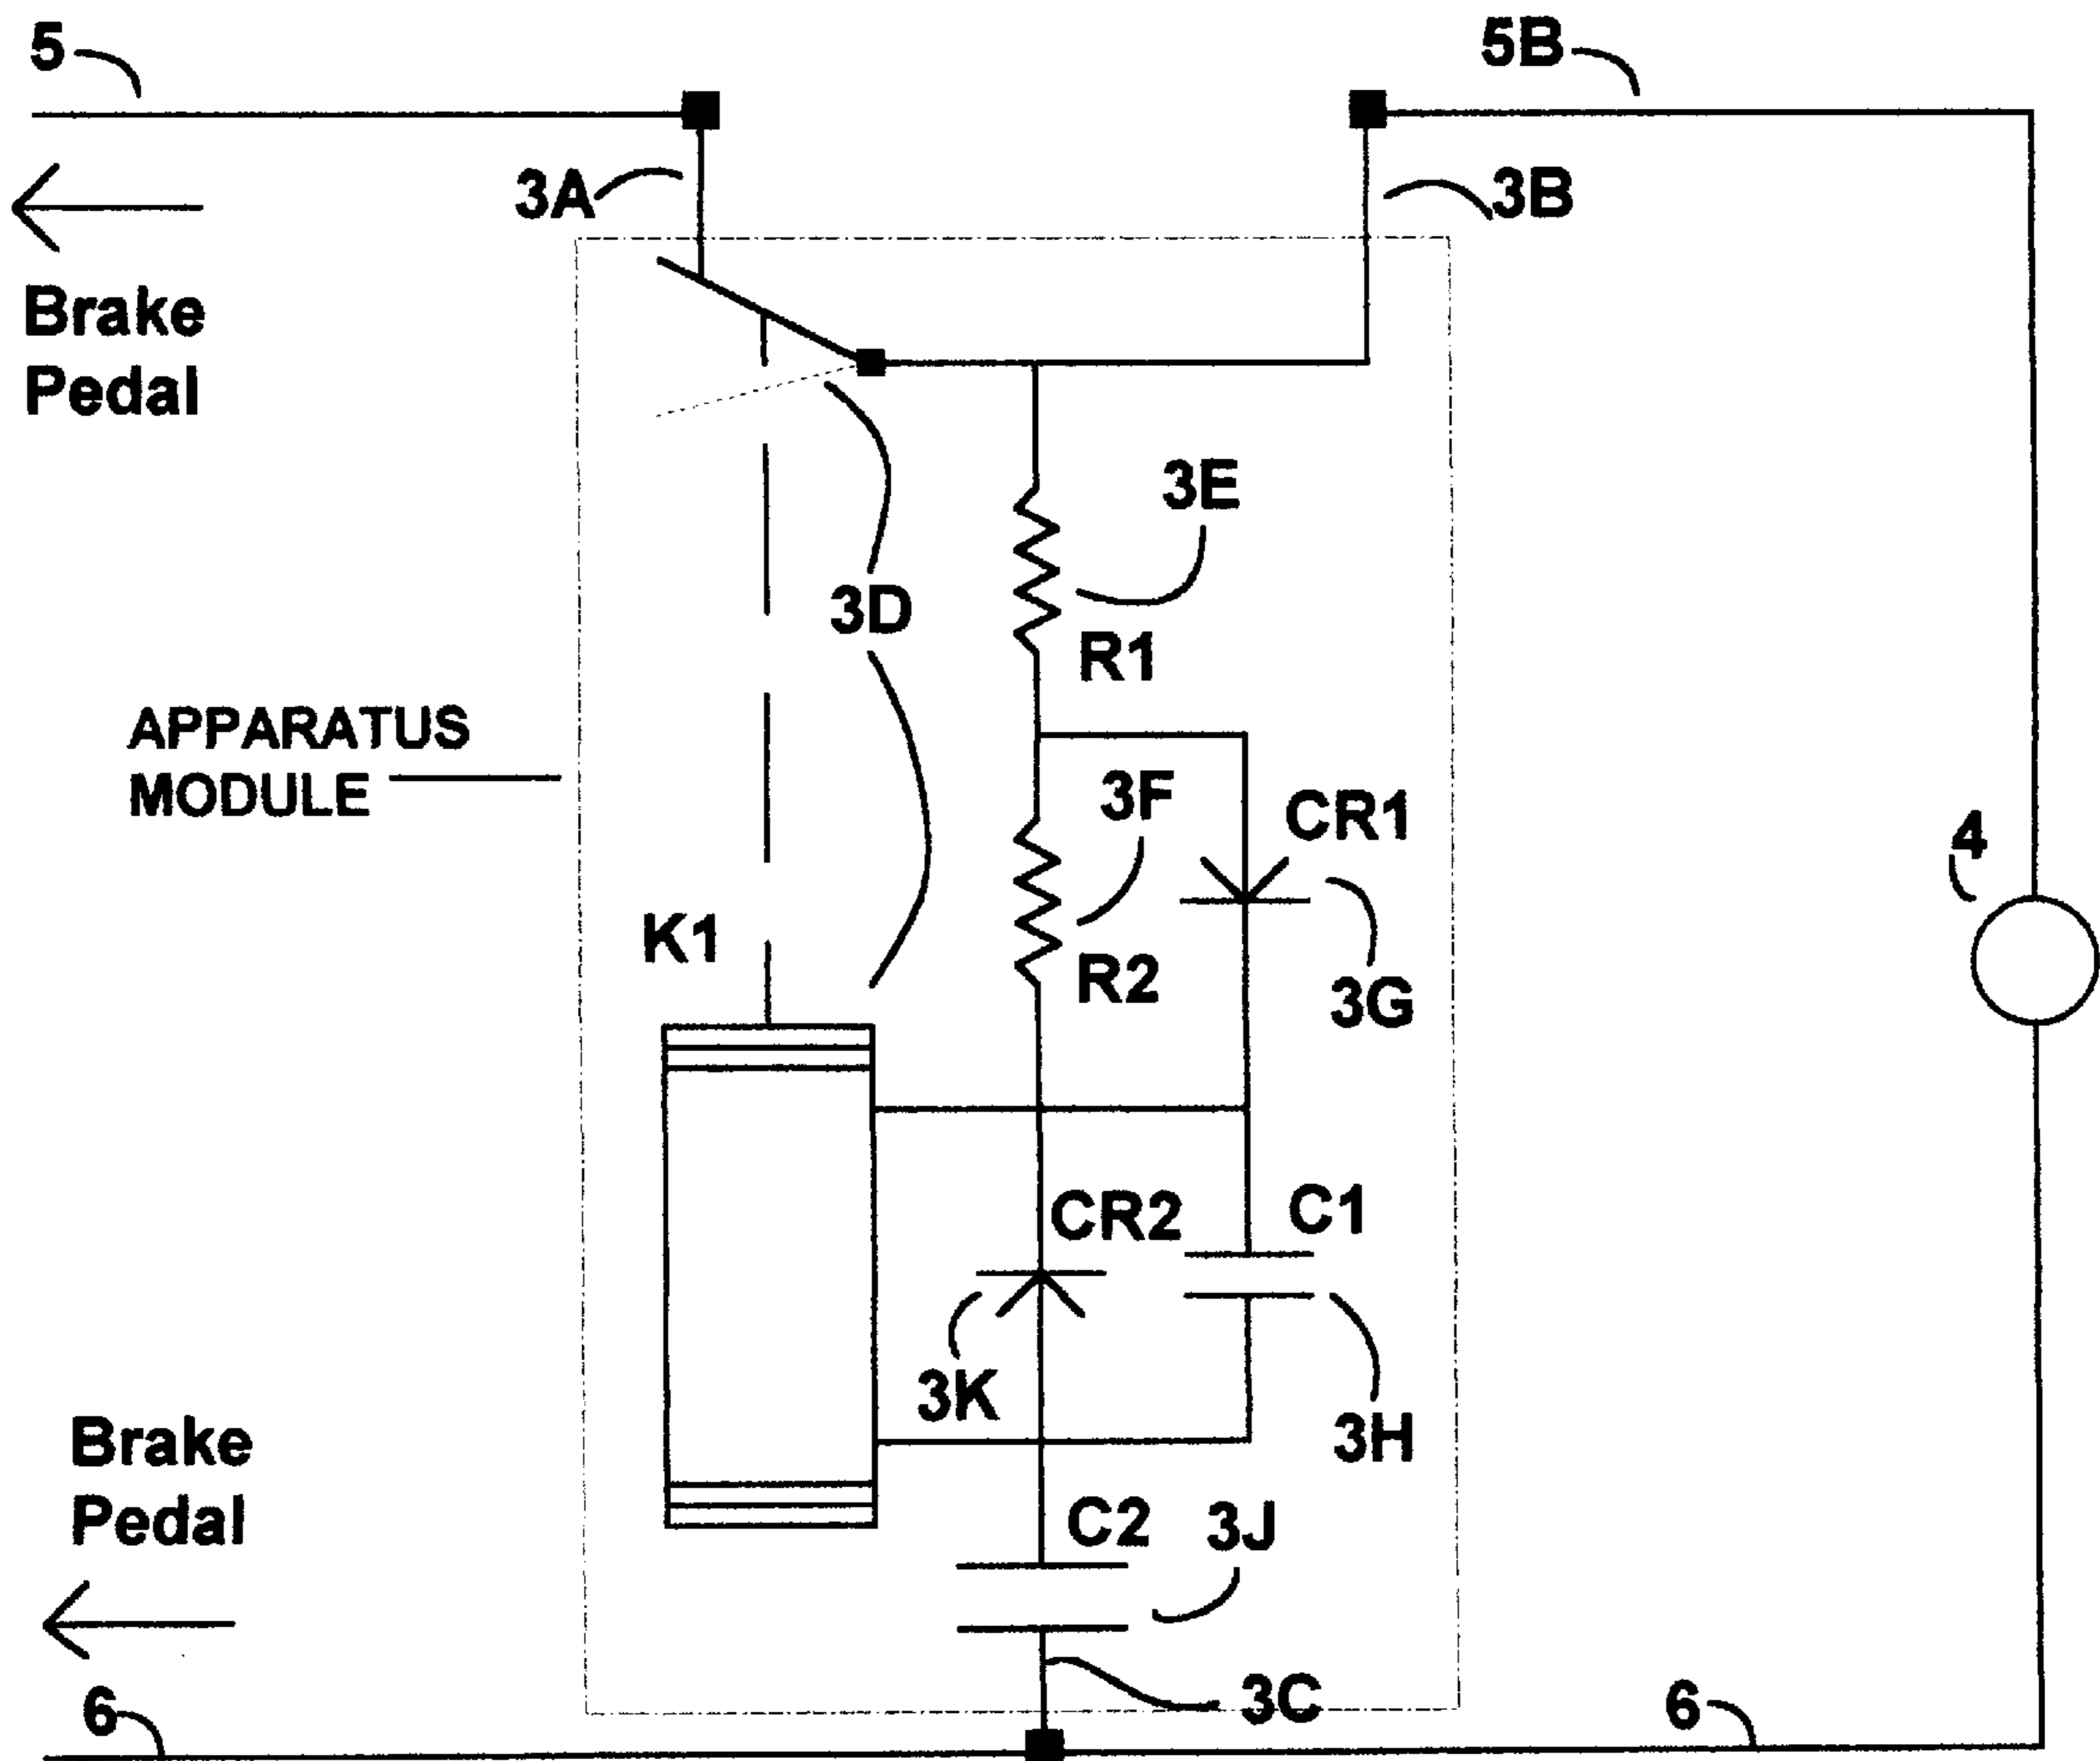 5
5B
3A
3B
Brake
Pedal
3E
3D
R1
APPARATUS
MODULE
3F
CR1
4
K1
R2
3G
CR2
C1
3K
3H
Brake
Pedal
C2
3J
3C
6
6